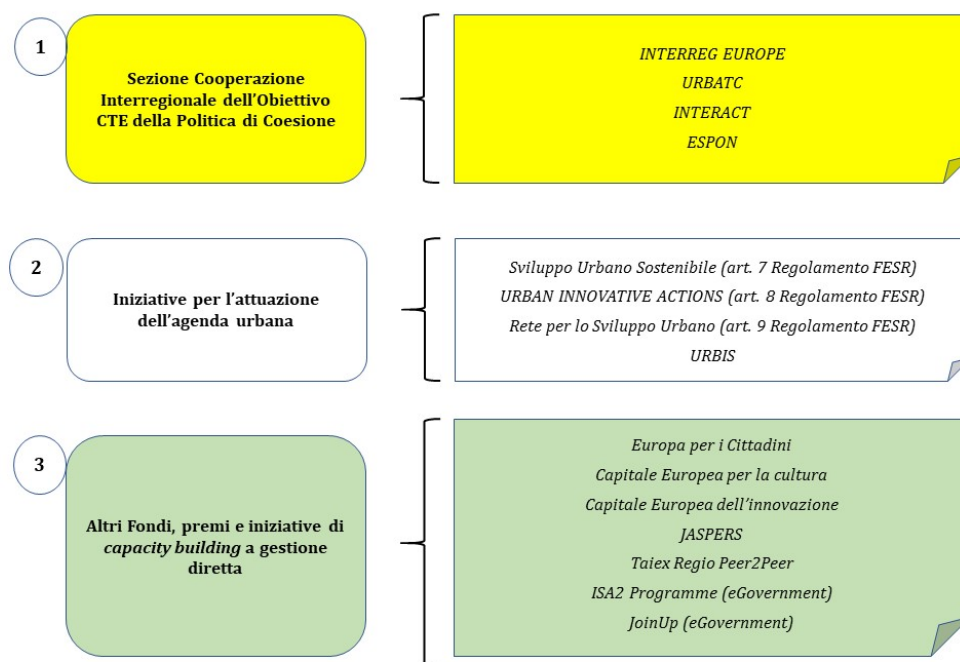 1
Sezione Cooperazione
Interregionale dell'Obiettivo
CTE della Politica di Coesione
INTERREG EUROPE
URBATC
INTERACT
ESPON
2
Iniziative per l'attuazione
dell'agenda urbana
Sviluppo Urbano Sostenibile (art. 7 Regolamento FESR)
URBAN INNOVATIVE ACTIONS (art. 8 Regolamento FESR)
Rete per lo Sviluppo Urbano (art. 9 Regolamento FESR)
URBIS
3
Altri Fondi, premi e iniziative di
capacity building a gestione
diretta
Europa per i Cittadini
Capitale Europea per la cultura
Capitale Europea dell'innovazione
JASPERS
Taiex Regio Peer2Peer
ISA2 Programme (eGovernment)
JoinUp (eGovernment)